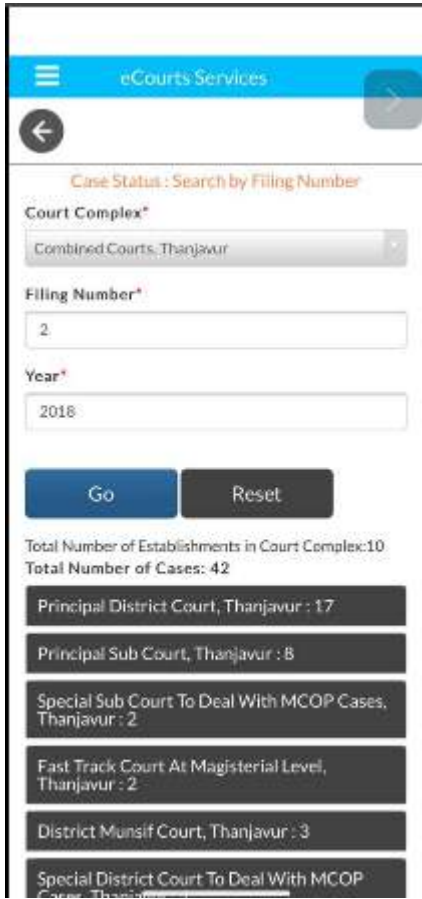 eCourts Services
Case Status : Search by Filing Number
Court Complex*
Combined Courts, Thanjavur
Filing Number*
2
Year*
2018
Go Reset
Total Number of Establishments in Court Complex:10
Total Number of Cases: 42
Principal District Court, Thanjavur : 17
Principal Sub Court, Thanjavur : 8
Special Sub Court To Deal With MCOP Cases,
Thanjavur : 2
Fast Track Court At Magisterial Level,
Thanjavur : 2
District Munsif Court, Thanjavur : 3
Special District Court To Deal With MCOP
Cases,